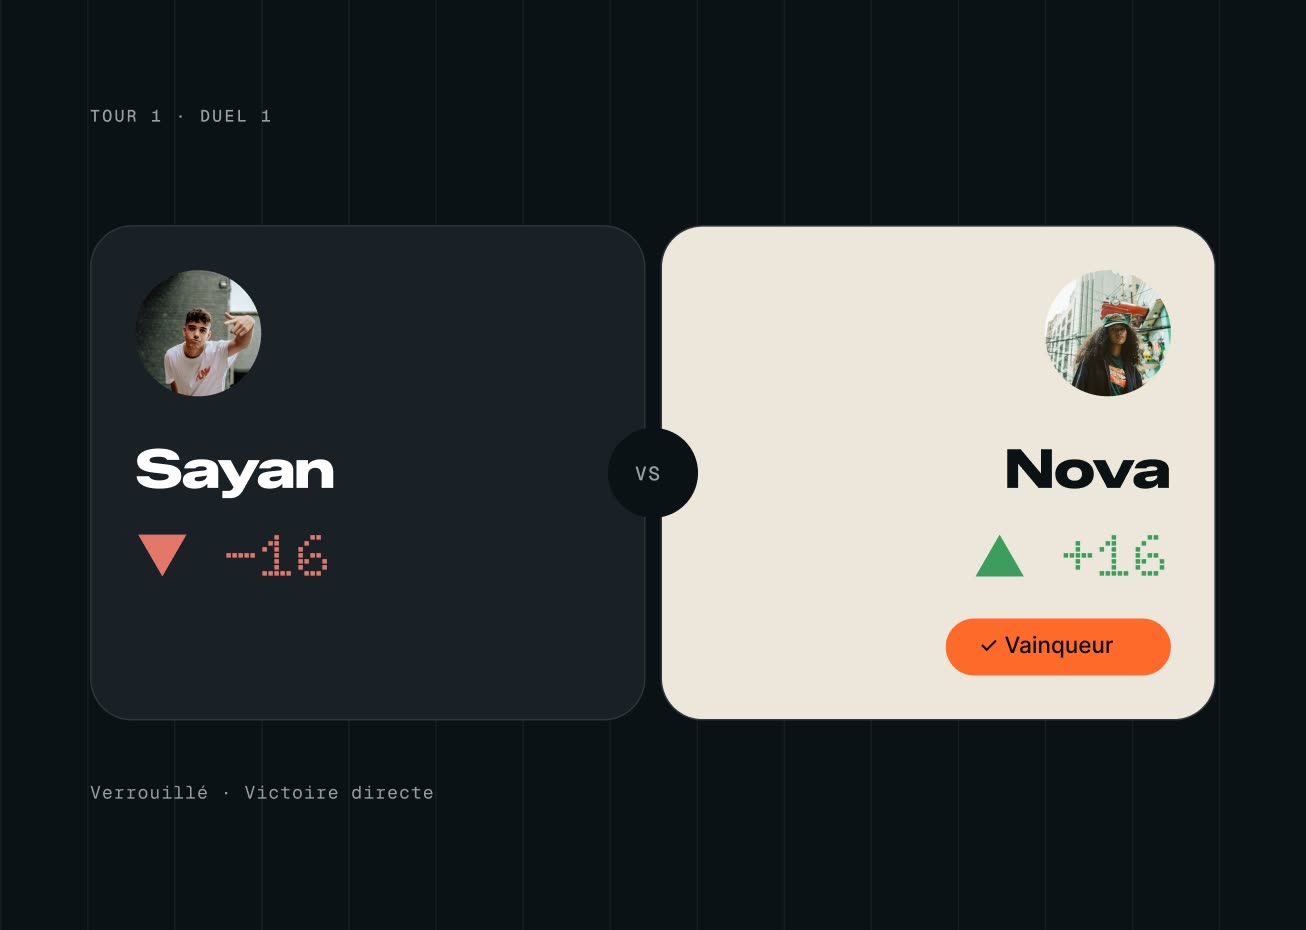 TOUR 1 · DUEL 1
Sayan
▼ −16
VS
Nova
▲ +16
✓ Vainqueur
Verrouillé · Victoire directe